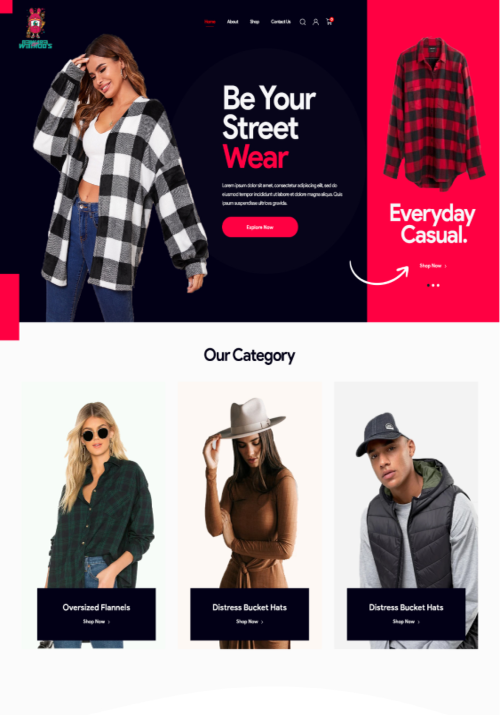 WAMBO'S
Home About Shop Contact Us
Be Your
Street
Wear
Lorem ipsum dolor sit amet, consectetur adipiscing elit, sed do
eiusmod tempor incididunt ut labore et dolore magna aliqua. Quis
ipsum suspendisse ultrices gravida.
Explore Now
Everyday
Casual.
Shop Now
Our Category
Oversized Flannels
Shop Now
Distress Bucket Hats
Shop Now
Distress Bucket Hats
Shop Now